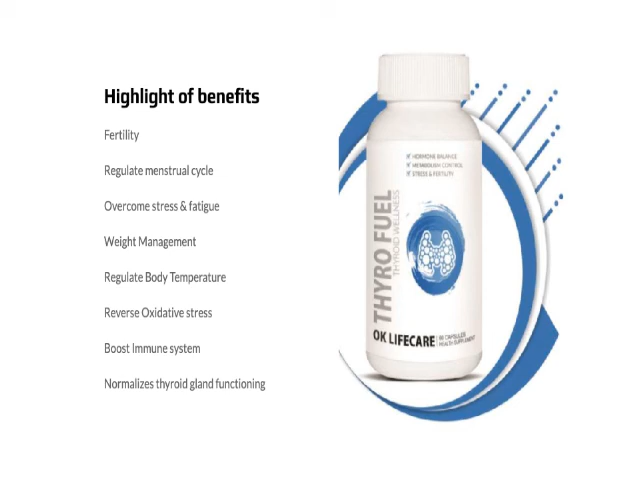 Highlight of benefits
Fertility
Regulate menstrual cycle
Overcome stress & fatigue
Weight Management
Regulate Body Temperature
Reverse Oxidative stress
Boost Immune system
Normalizes thyroid gland functioning
HORMONE BALANCE
METABOLISM CONTROL
STRESS & FERTILITY
THYRO FUEL
THYROID WELLNESS
OK LIFECARE
CAPSULES
HEALTH SUPPLEMENT